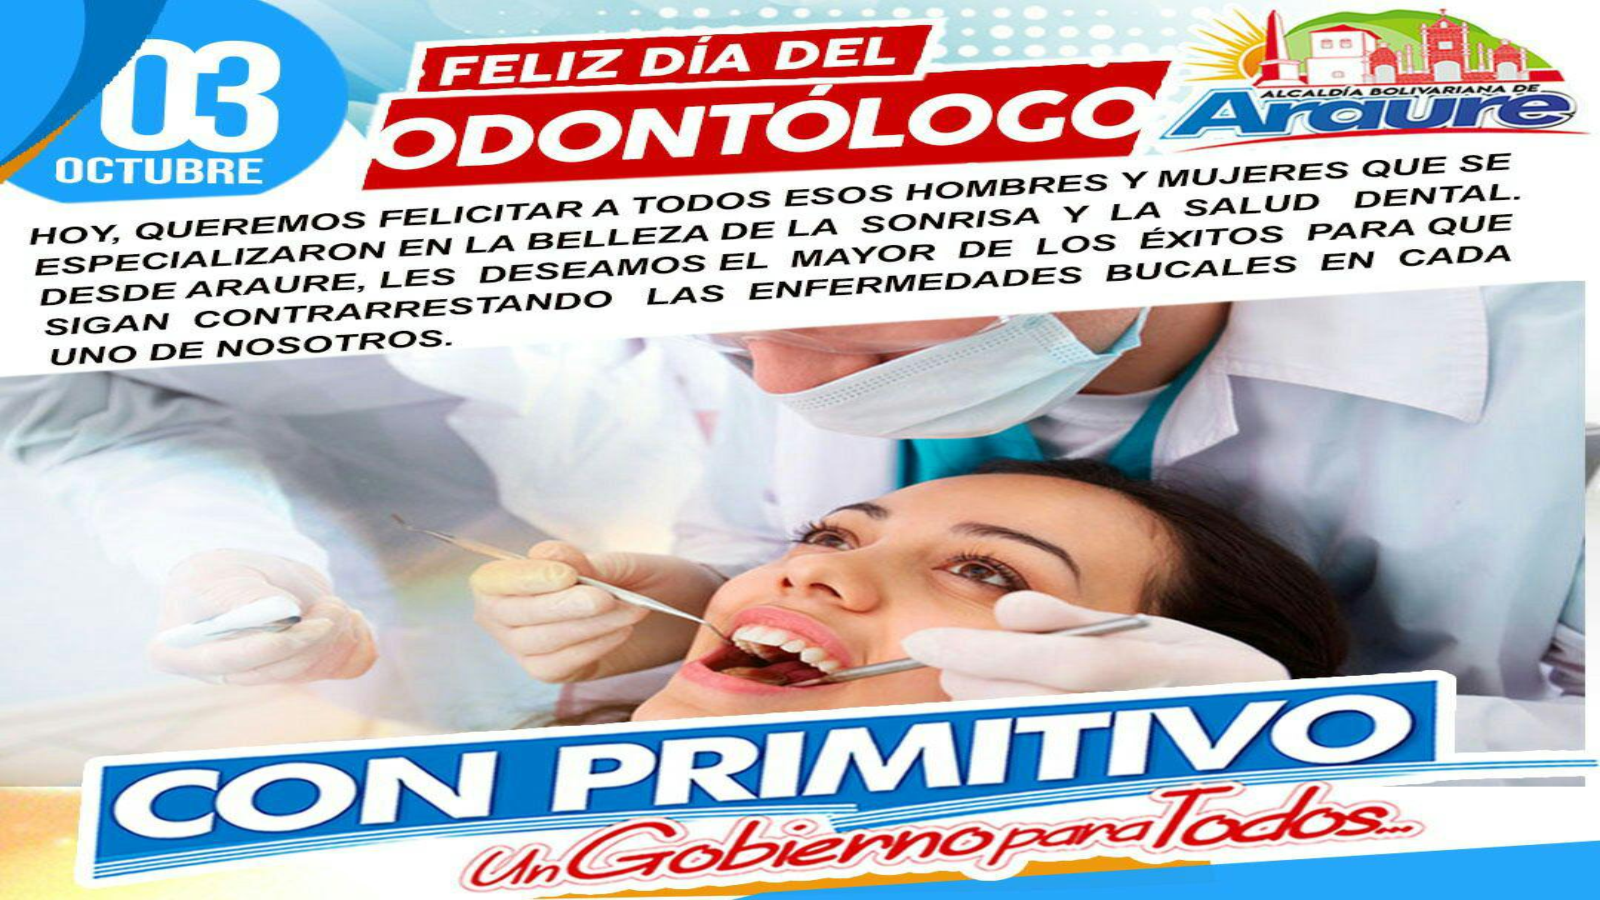 03
OCTUBRE
FELIZ DÍA DEL
ODONTÓLOGO
ALCALDÍA BOLIVARIANA DE
Araure
HOY, QUEREMOS FELICITAR A TODOS ESOS HOMBRES Y MUJERES QUE SE
ESPECIALIZARON EN LA BELLEZA DE LA SONRISA Y LA SALUD DENTAL.
DESDE ARAURE, LES DESEAMOS EL MAYOR DE LOS ÉXITOS PARA QUE
SIGAN CONTRARRESTANDO LAS ENFERMEDADES BUCALES EN CADA
UNO DE NOSOTROS.
CON PRIMITIVO
Un Gobierno para Todos...